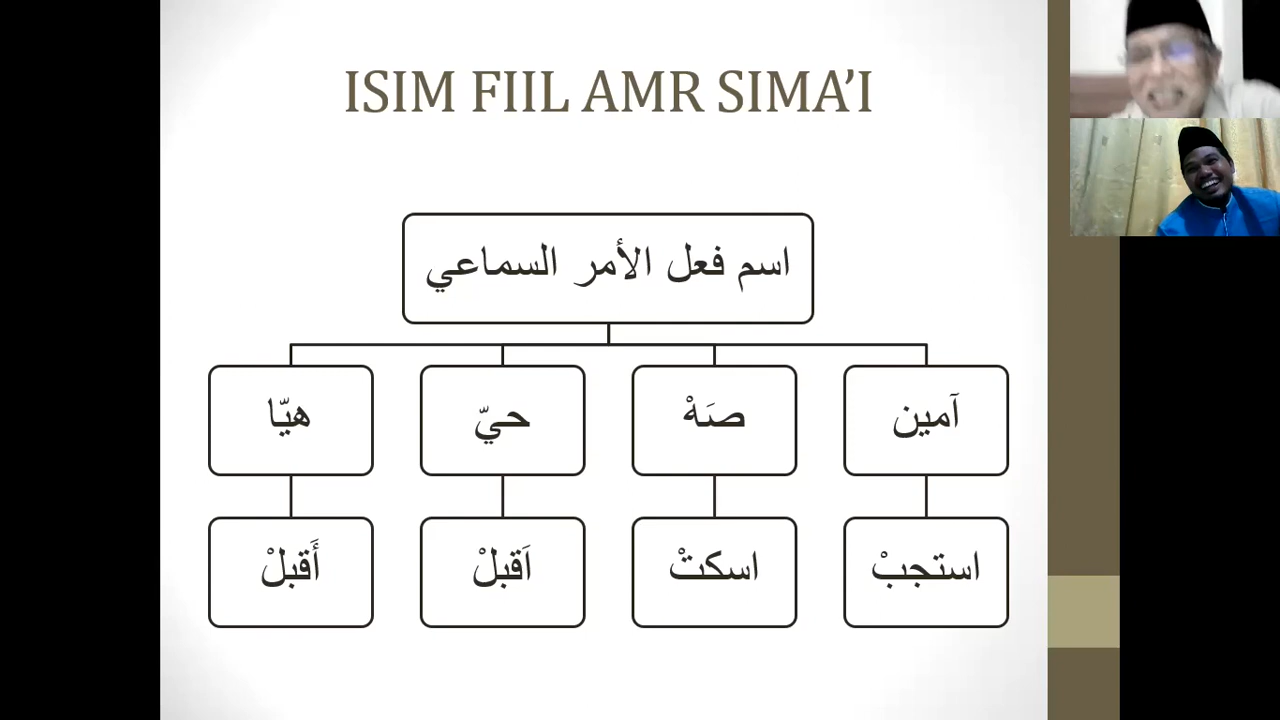 ISIM FIIL AMR SIMA’I
اسم فعل الأمر السماعي
آمين
صَهْ
حيّ
هيّا
استجبْ
اسكتْ
اَقبلْ
أَقبلْ